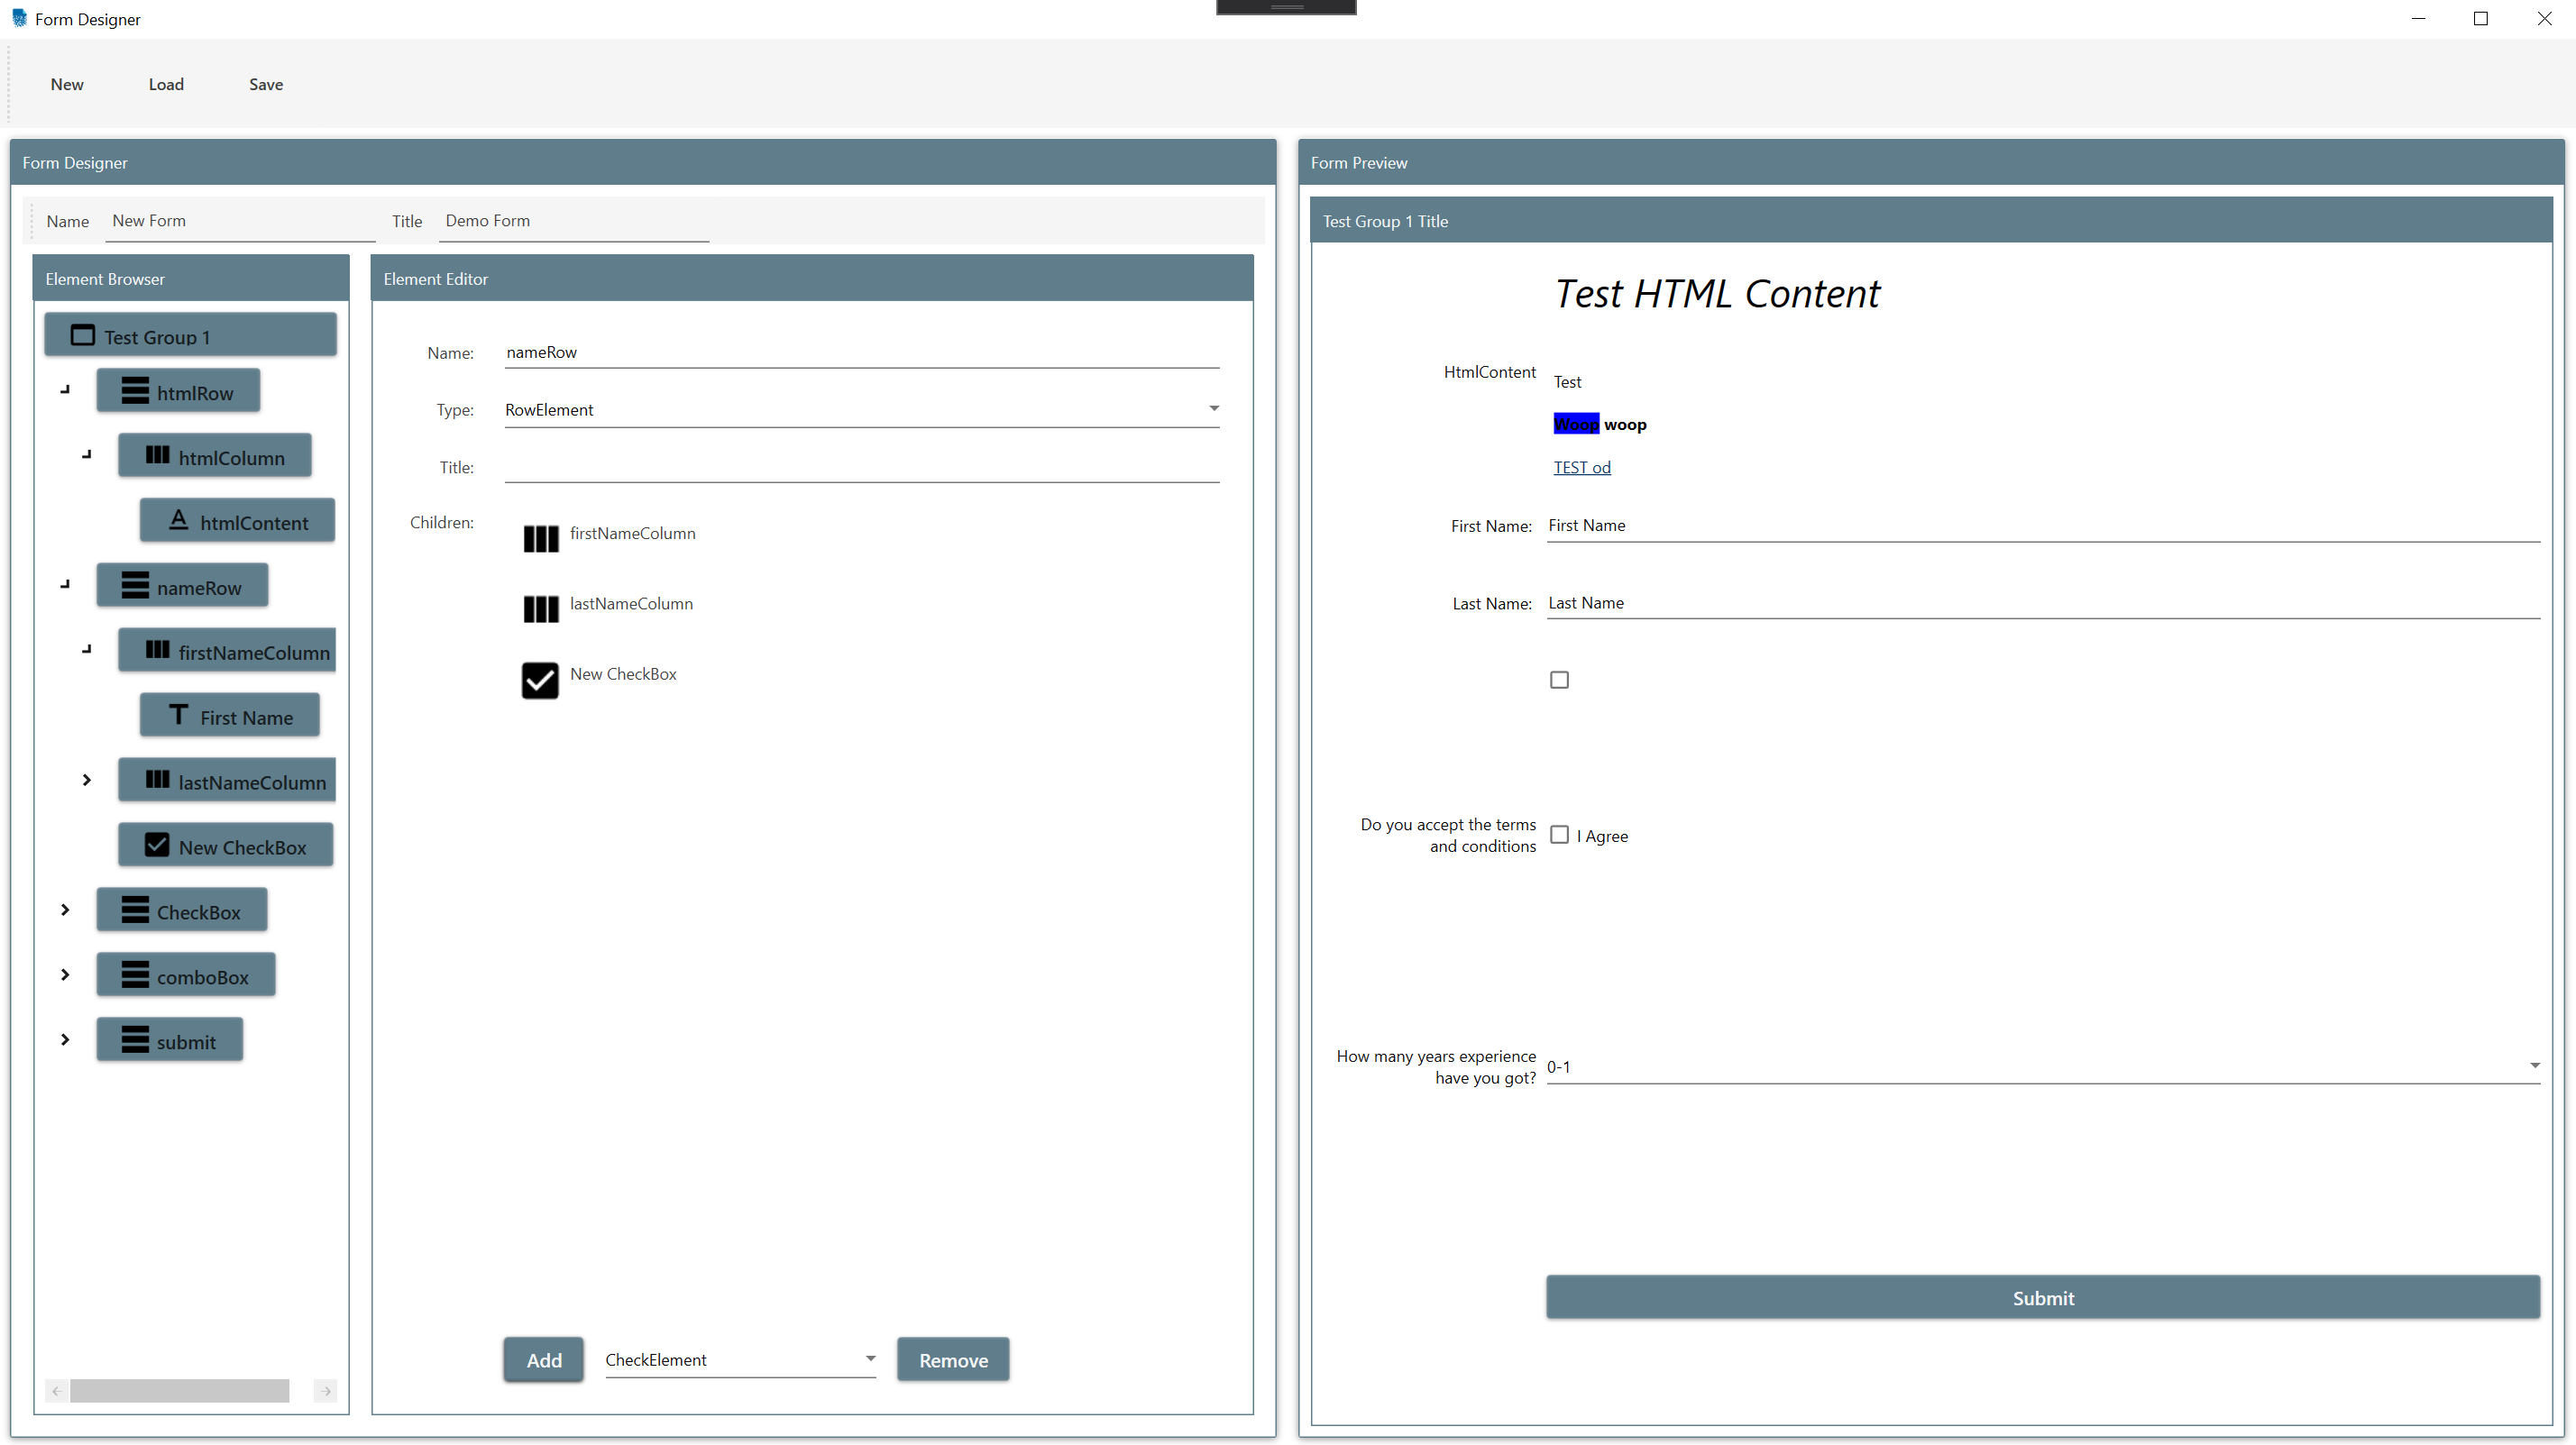 Form Designer
New Load Save
Form Designer
Name New Form Title Demo Form
Element Browser
Test Group 1
htmlRow
htmlColumn
htmlContent
nameRow
firstNameColumn
First Name
lastNameColumn
New CheckBox
CheckBox
comboBox
submit
Element Editor
Name: nameRow
Type: RowElement
Title:
Children:
firstNameColumn
lastNameColumn
New CheckBox
Add CheckElement Remove
Form Preview
Test Group 1 Title
Test HTML Content
HtmlContent
Test
Woop woop
TEST od
First Name: First Name
Last Name: Last Name
Do you accept the terms
and conditions
I Agree
How many years experience
have you got?
0-1
Submit